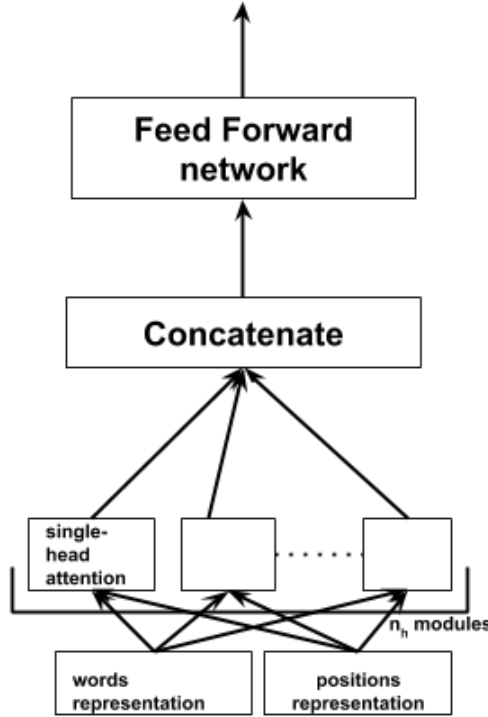 Feed Forward
network
Concatenate
single-
head
attention
n_h modules
words
representation
positions
representation